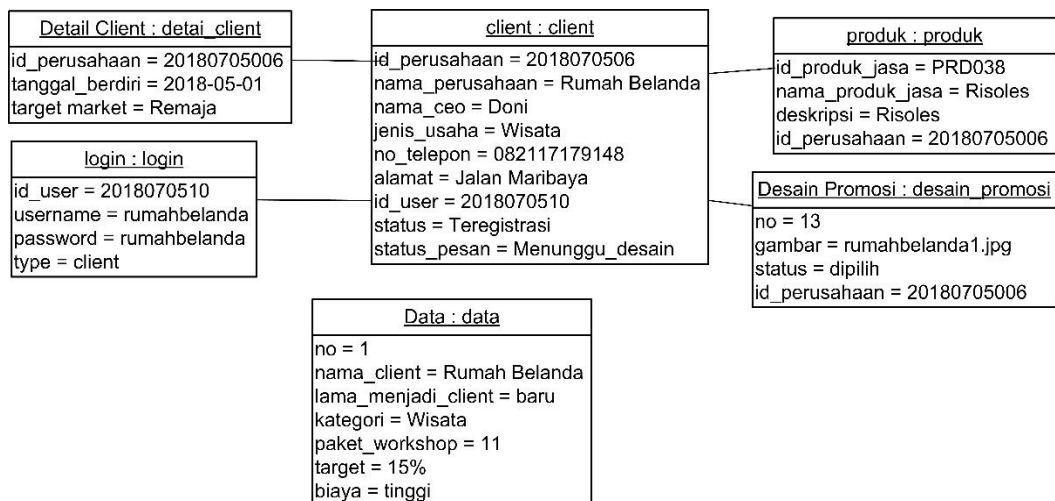 Detail Client : detai_client
id_perusahaan = 20180705006
tanggal_berdiri = 2018-05-01
target market = Remaja
login : login
id_user = 2018070510
username = rumahbelanda
password = rumahbelanda
type = client
client : client
id_perusahaan = 2018070506
nama_perusahaan = Rumah Belanda
nama_ceo = Doni
jenis_usaha = Wisata
no_telepon = 082117179148
alamat = Jalan Maribaya
id_user = 2018070510
status = Teregistrasi
status_pesan = Menunggu_desain
produk : produk
id_produk_jasa = PRD038
nama_produk_jasa = Risoles
deskripsi = Risoles
id_perusahaan = 20180705006
Desain Promosi : desain_promosi
no = 13
gambar = rumahbelanda1.jpg
status = dipilih
id_perusahaan = 20180705006
Data : data
no = 1
nama_client = Rumah Belanda
lama_menjadi_client = baru
kategori = Wisata
paket_workshop = 11
target = 15%
biaya = tinggi